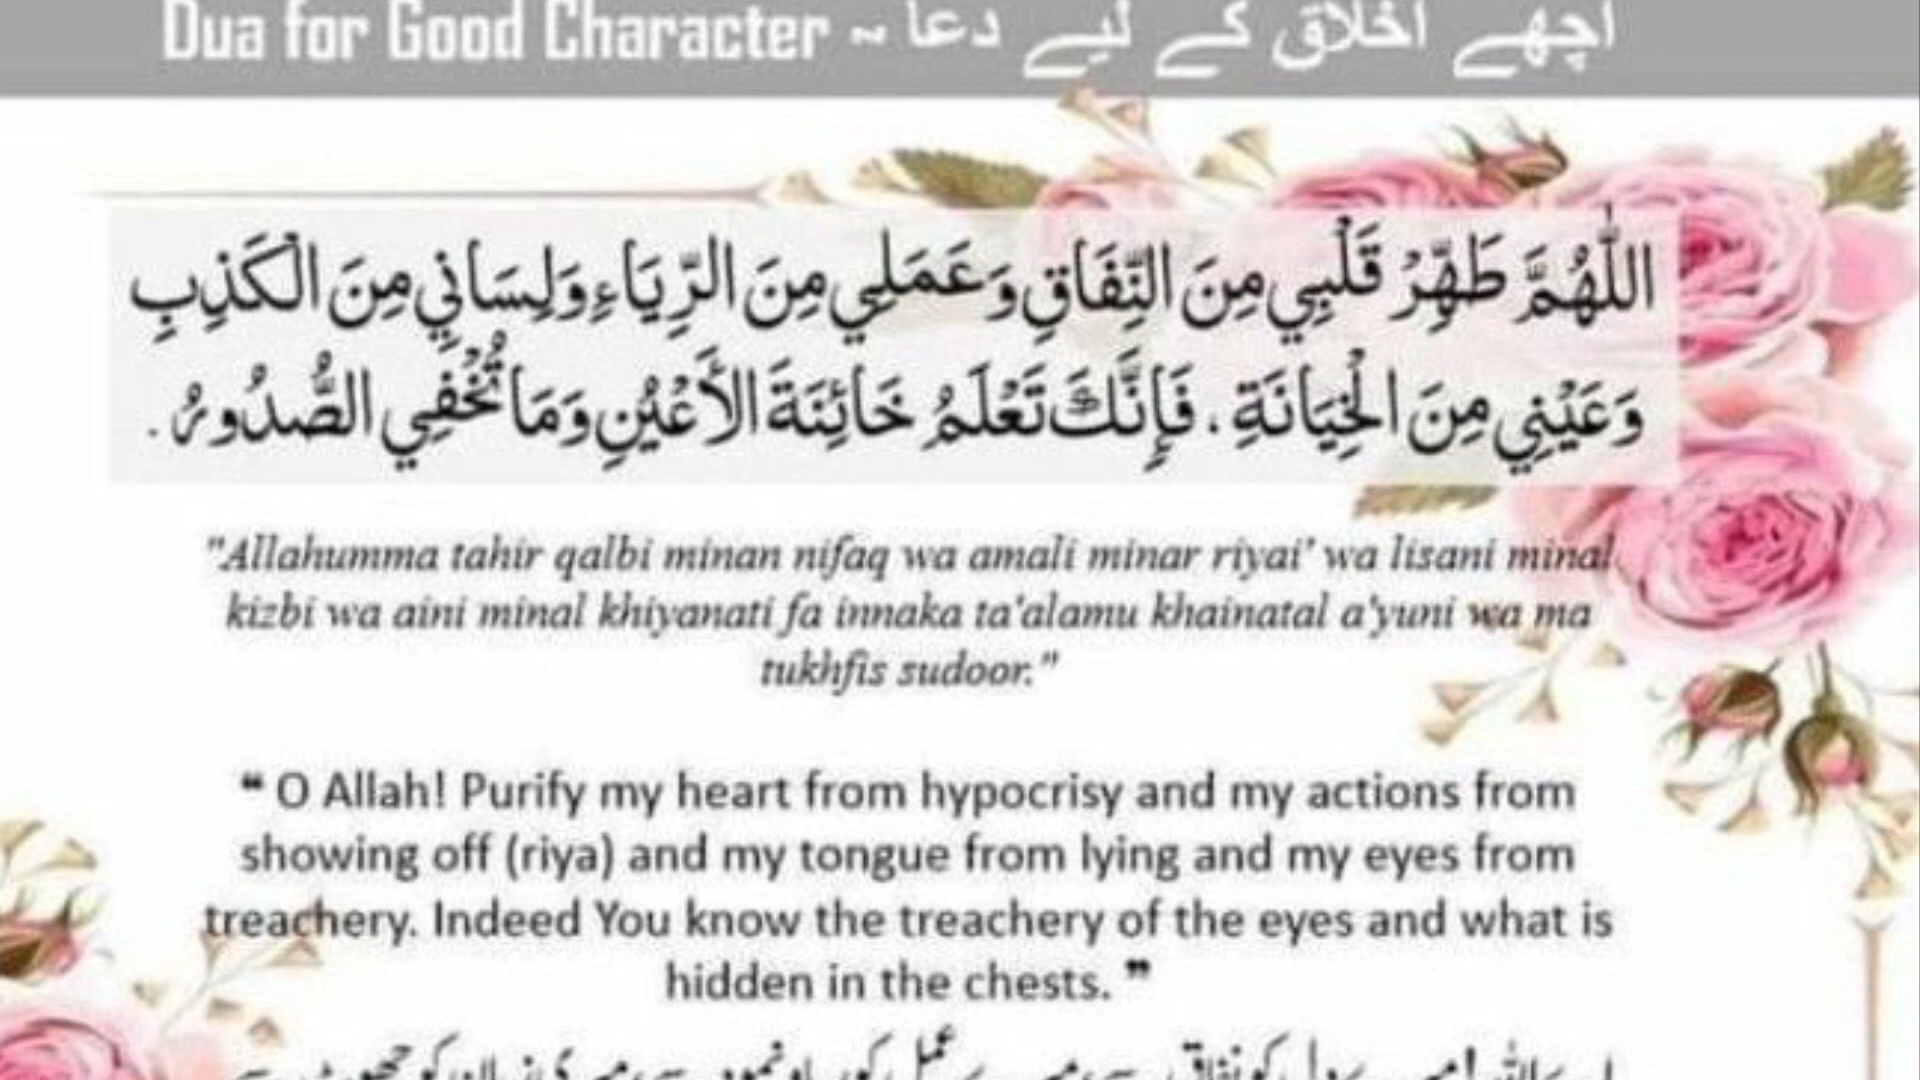 Dua for Good Character ~ اچھے اخلاق کے لیے دعا
اللّٰهُمَّ طَهِّرْ قَلْبِي مِنَ النِّفَاقِ وَعَمَلِي مِنَ الرِّيَاءِ وَلِسَانِي مِنَ الْكَذِبِ
وَعَيْنِي مِنَ الْخِيَانَةِ، فَإِنَّكَ تَعْلَمُ خَائِنَةَ الأَعْيُنِ وَمَا تُخْفِي الصُّدُورُ.
"Allahumma tahir qalbi minan nifaq wa amali minar riyai' wa lisani minal
kizbi wa aini minal khiyanati fa innaka ta'alamu khainatal a'yuni wa ma
tukhfis sudoor."
❝ O Allah! Purify my heart from hypocrisy and my actions from
showing off (riya) and my tongue from lying and my eyes from
treachery. Indeed You know the treachery of the eyes and what is
hidden in the chests. ❞